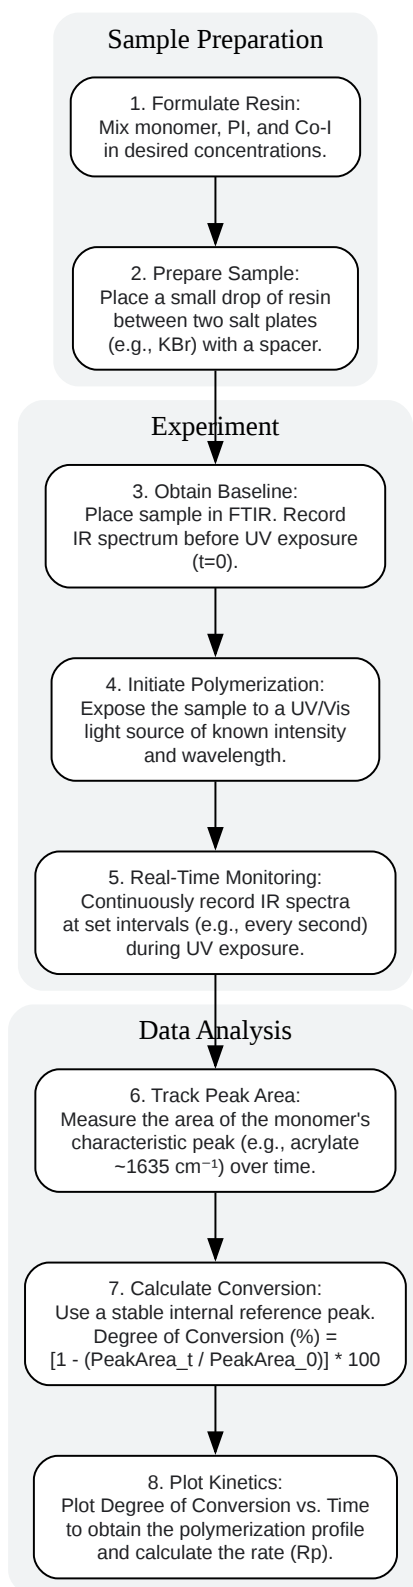 Sample Preparation
1. Formulate Resin:
Mix monomer, PI, and Co-I
in desired concentrations.
2. Prepare Sample:
Place a small drop of resin
between two salt plates
(e.g., KBr) with a spacer.
Experiment
3. Obtain Baseline:
Place sample in FTIR. Record
IR spectrum before UV exposure
(t=0).
4. Initiate Polymerization:
Expose the sample to a UV/Vis
light source of known intensity
and wavelength.
5. Real-Time Monitoring:
Continuously record IR spectra
at set intervals (e.g., every second)
during UV exposure.
Data Analysis
6. Track Peak Area:
Measure the area of the monomer's
characteristic peak (e.g., acrylate
~1635 cm⁻¹) over time.
7. Calculate Conversion:
Use a stable internal reference peak.
Degree of Conversion (%) =
[1 - (PeakArea_t / PeakArea_0)] * 100
8. Plot Kinetics:
Plot Degree of Conversion vs. Time
to obtain the polymerization profile
and calculate the rate (Rp).